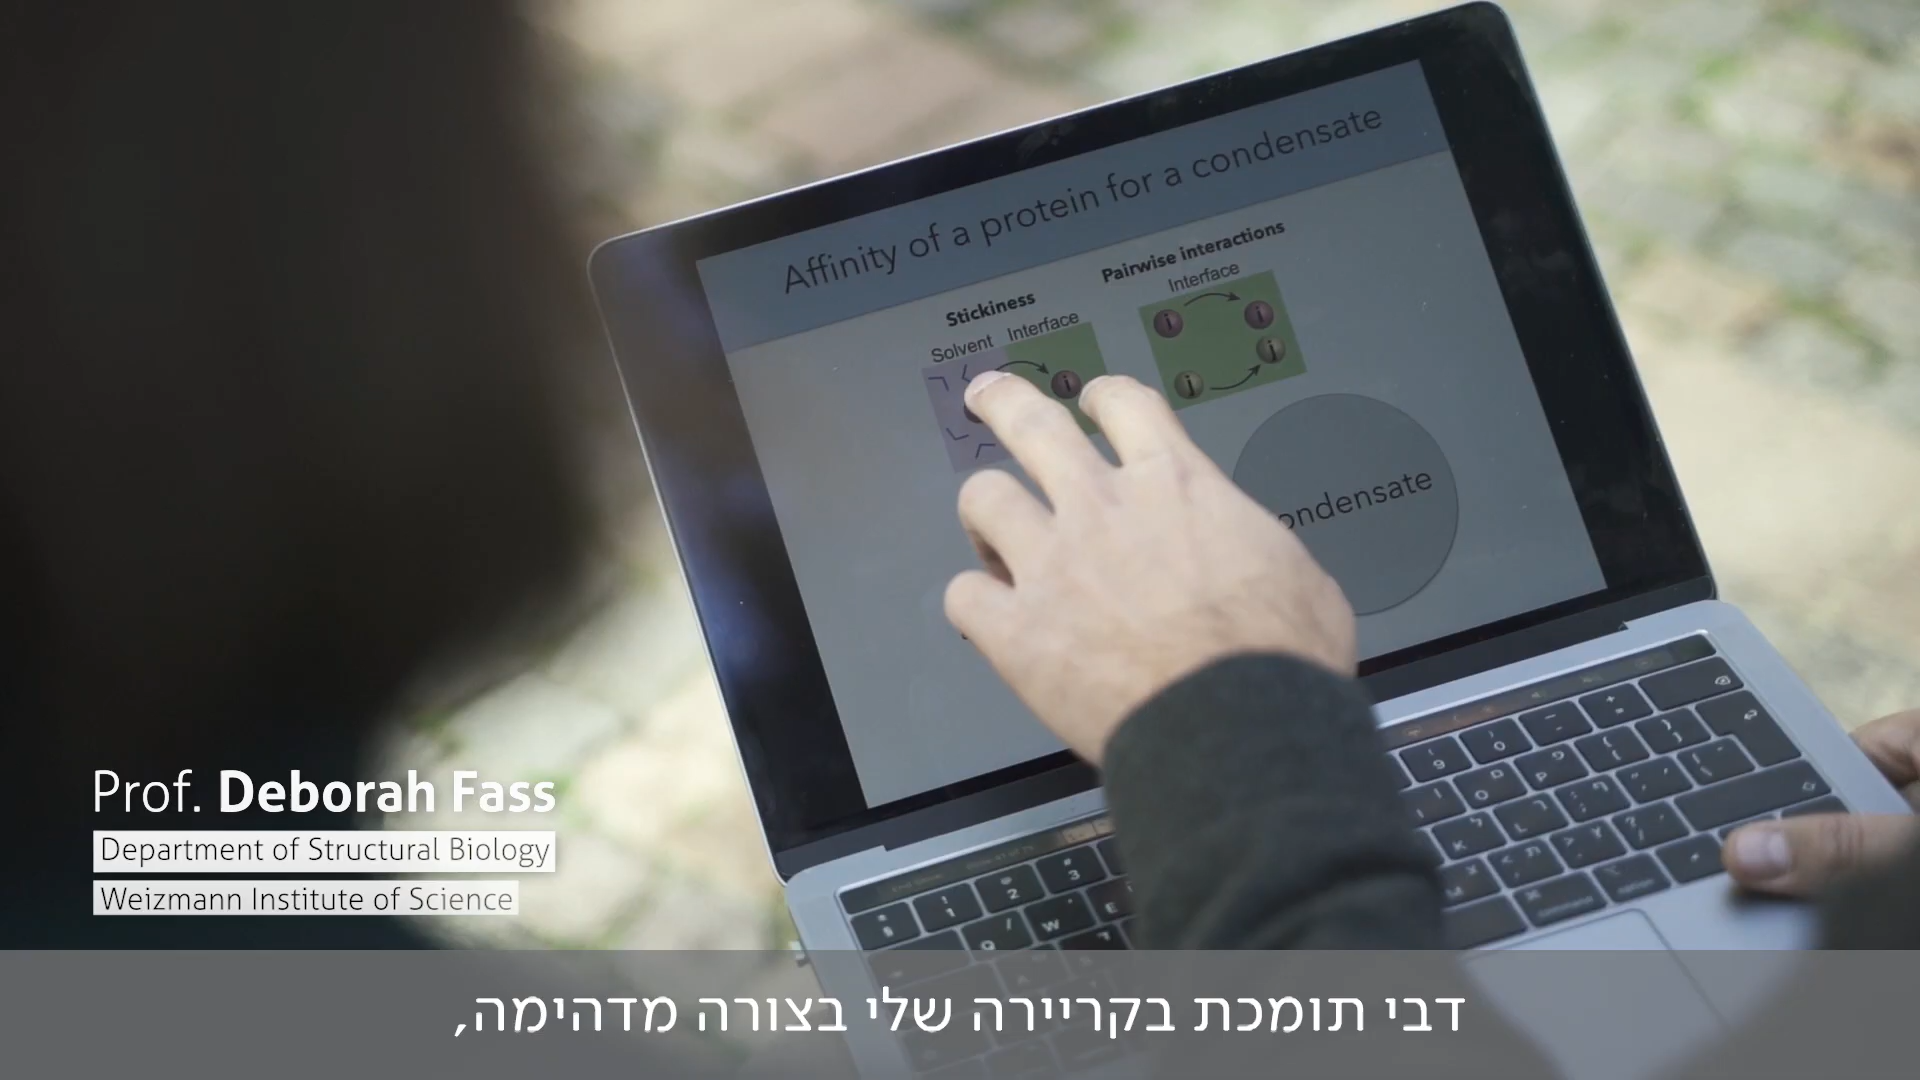 Affinity of a protein for a condensate
Stickiness
Solvent Interface
Pairwise interactions
Interface
i
i i
i
j
ondensate
Prof. Deborah Fass
Department of Structural Biology
Weizmann Institute of Science
דבי תומכת בקריירה שלי בצורה מדהימה,